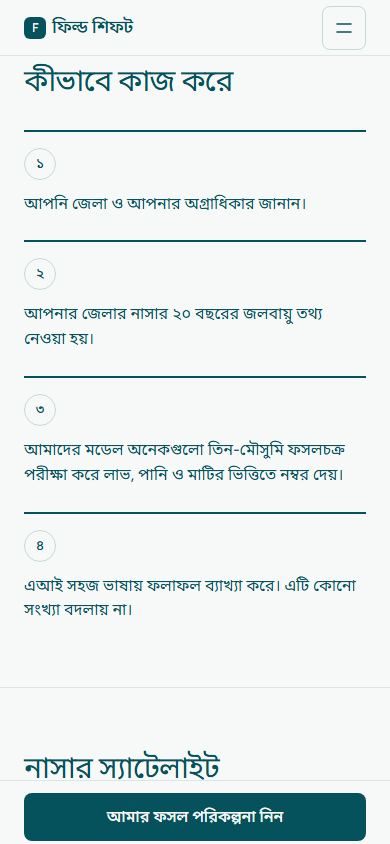 F ফিল্ড শিফট
কীভাবে কাজ করে
১
আপনি জেলা ও আপনার অগ্রাধিকার জানান।
২
আপনার জেলার নাসার ২০ বছরের জলবায়ু তথ্য
নেওয়া হয়।
৩
আমাদের মডেল অনেকগুলো তিন-মৌসুমি ফসলচক্র
পরীক্ষা করে লাভ, পানি ও মাটির ভিত্তিতে নম্বর দেয়।
৪
এআই সহজ ভাষায় ফলাফল ব্যাখ্যা করে। এটি কোনো
সংখ্যা বদলায় না।
নাসার স্যাটেলাইট
আমার ফসল পরিকল্পনা নিন